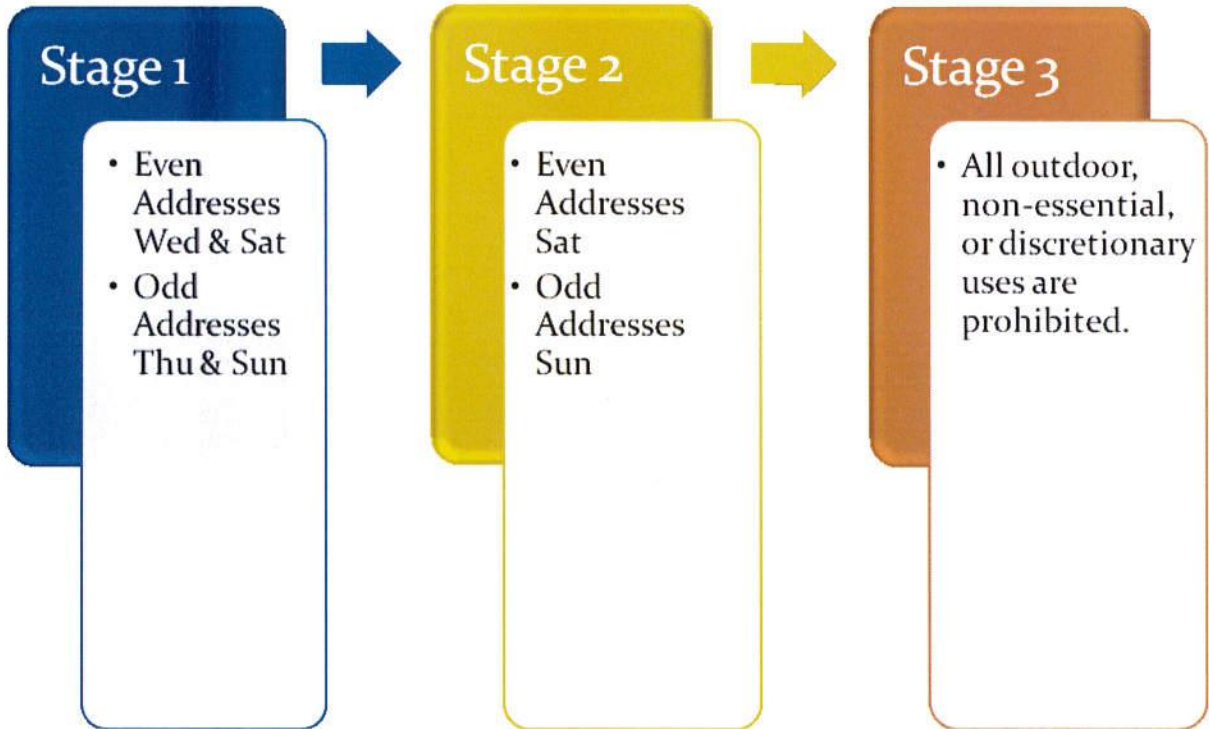 Stage 1
• Even
Addresses
Wed & Sat
• Odd
Addresses
Thu & Sun
Stage 2
• Even
Addresses
Sat
• Odd
Addresses
Sun
Stage 3
• All outdoor,
non-essential,
or discretionary
uses are
prohibited.